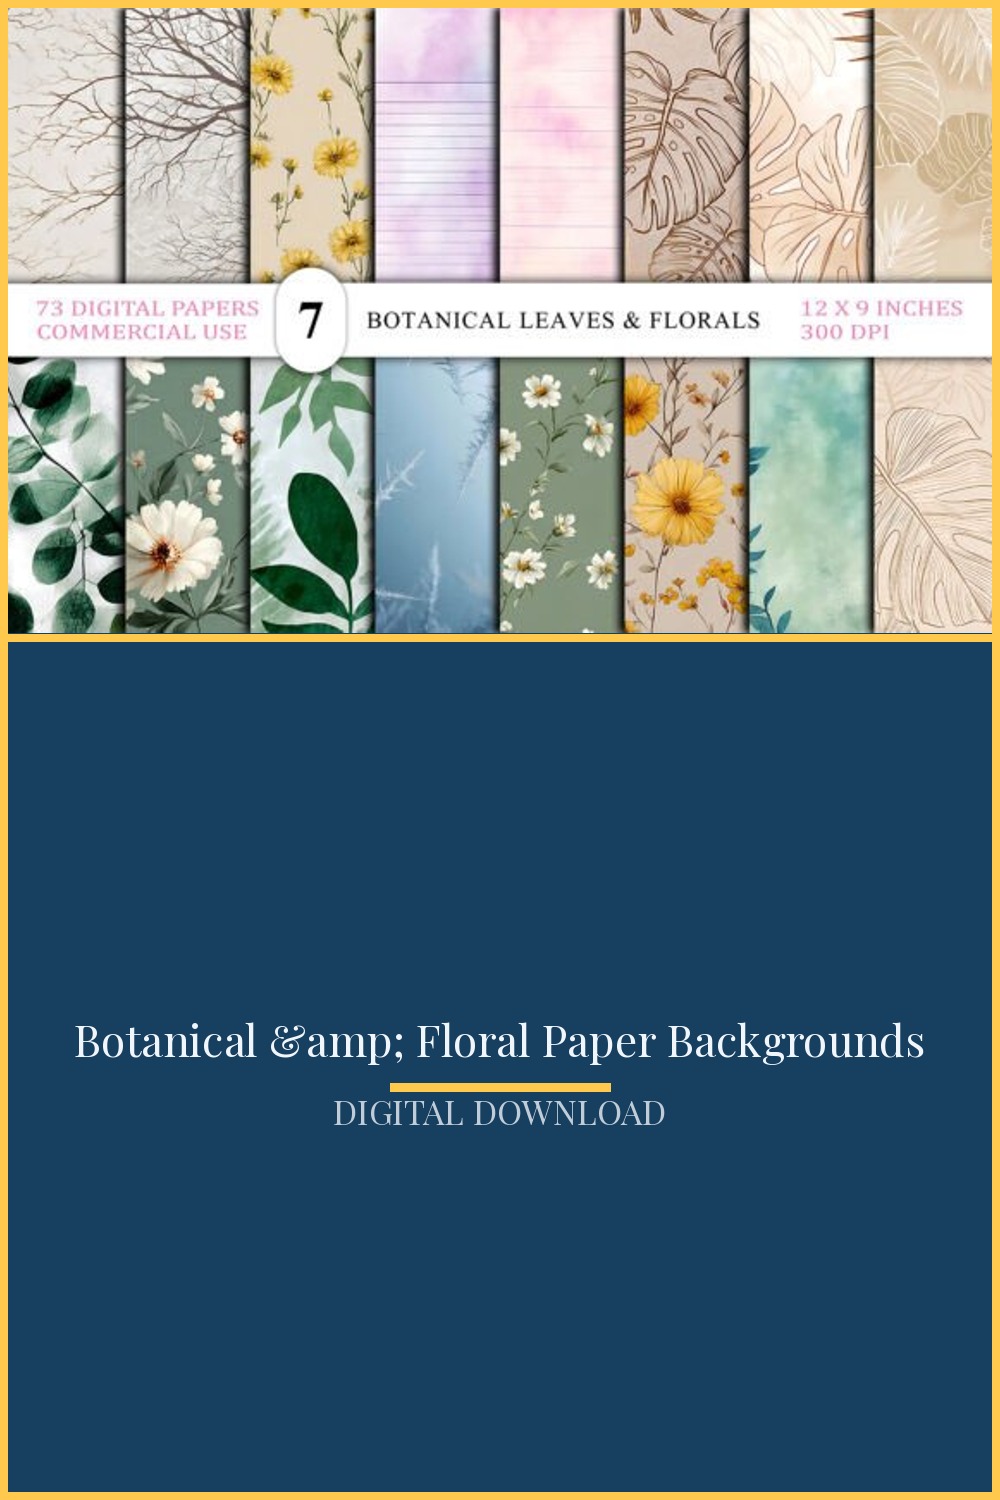 73 DIGITAL PAPERS
COMMERCIAL USE
7
BOTANICAL LEAVES & FLORALS
12 X 9 INCHES
300 DPI
Botanical &amp; Floral Paper Backgrounds
DIGITAL DOWNLOAD